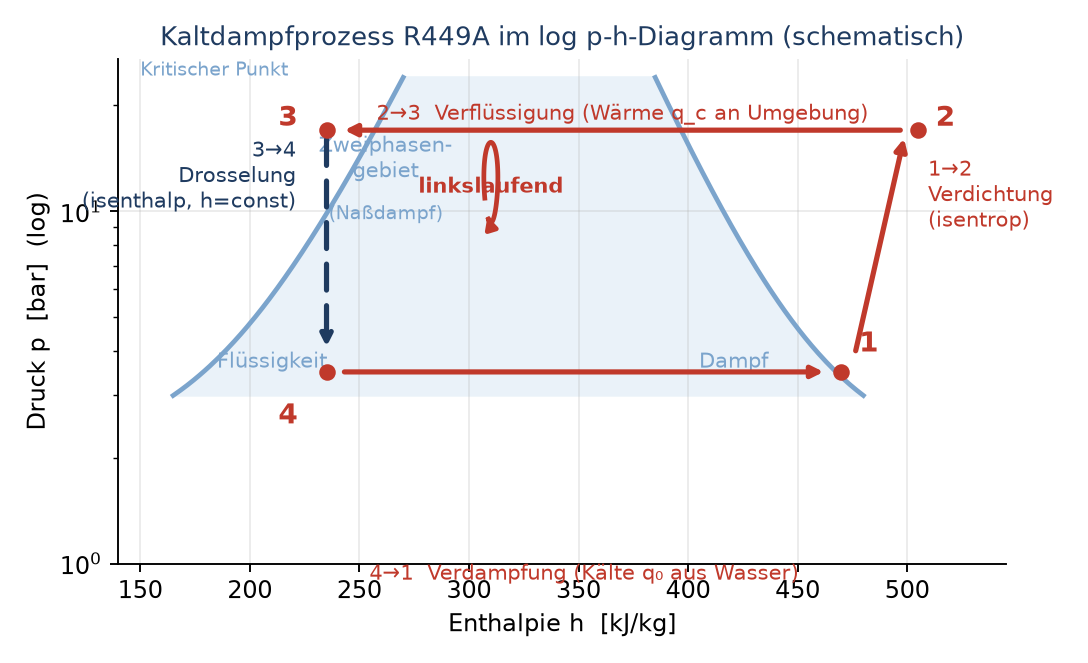 Kaltdampfprozess R449A im log p-h-Diagramm (schematisch)
Kritischer Punkt
3
2→3  Verflüssigung (Wärme q_c an Umgebung)
2
3→4
Drosselung
(isenthalp, h=const)
Zweiphasen-
gebiet
(Naßdampf)
linkslaufend
1→2
Verdichtung
(isentrop)
10¹
Druck p  [bar]  (log)
Flüssigkeit
Dampf
1
4
10⁰
4→1  Verdampfung (Kälte q₀ aus Wasser)
150 200 250 300 350 400 450 500
Enthalpie h  [kJ/kg]